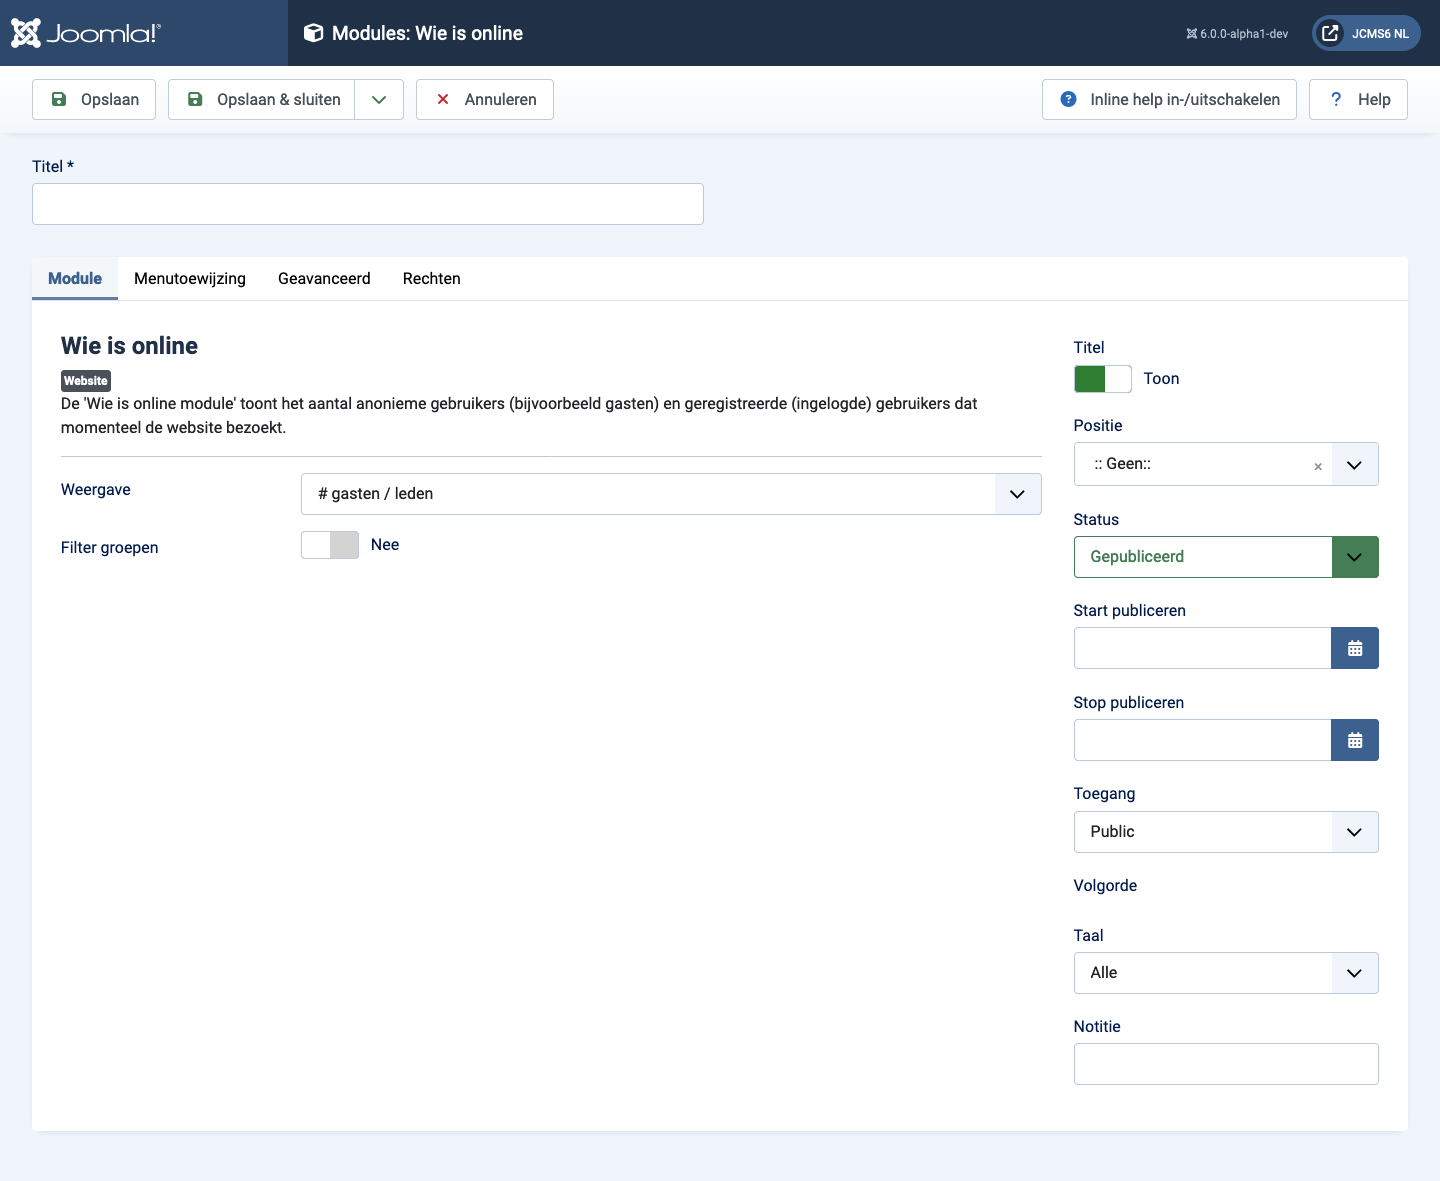 Joomla!®
Modules: Wie is online
6.0.0-alpha1-dev
JCMS6 NL
Opslaan
Opslaan & sluiten
Annuleren
Inline help in-/uitschakelen
Help
Titel *
Module
Menutoewijzing
Geavanceerd
Rechten
Wie is online
Website
De 'Wie is online module' toont het aantal anonieme gebruikers (bijvoorbeeld gasten) en geregistreerde (ingelogde) gebruikers dat
momenteel de website bezoekt.
Weergave
# gasten / leden
Filter groepen
Nee
Titel
Toon
Positie
:: Geen::
Status
Gepubliceerd
Start publiceren
Stop publiceren
Toegang
Public
Volgorde
Taal
Alle
Notitie